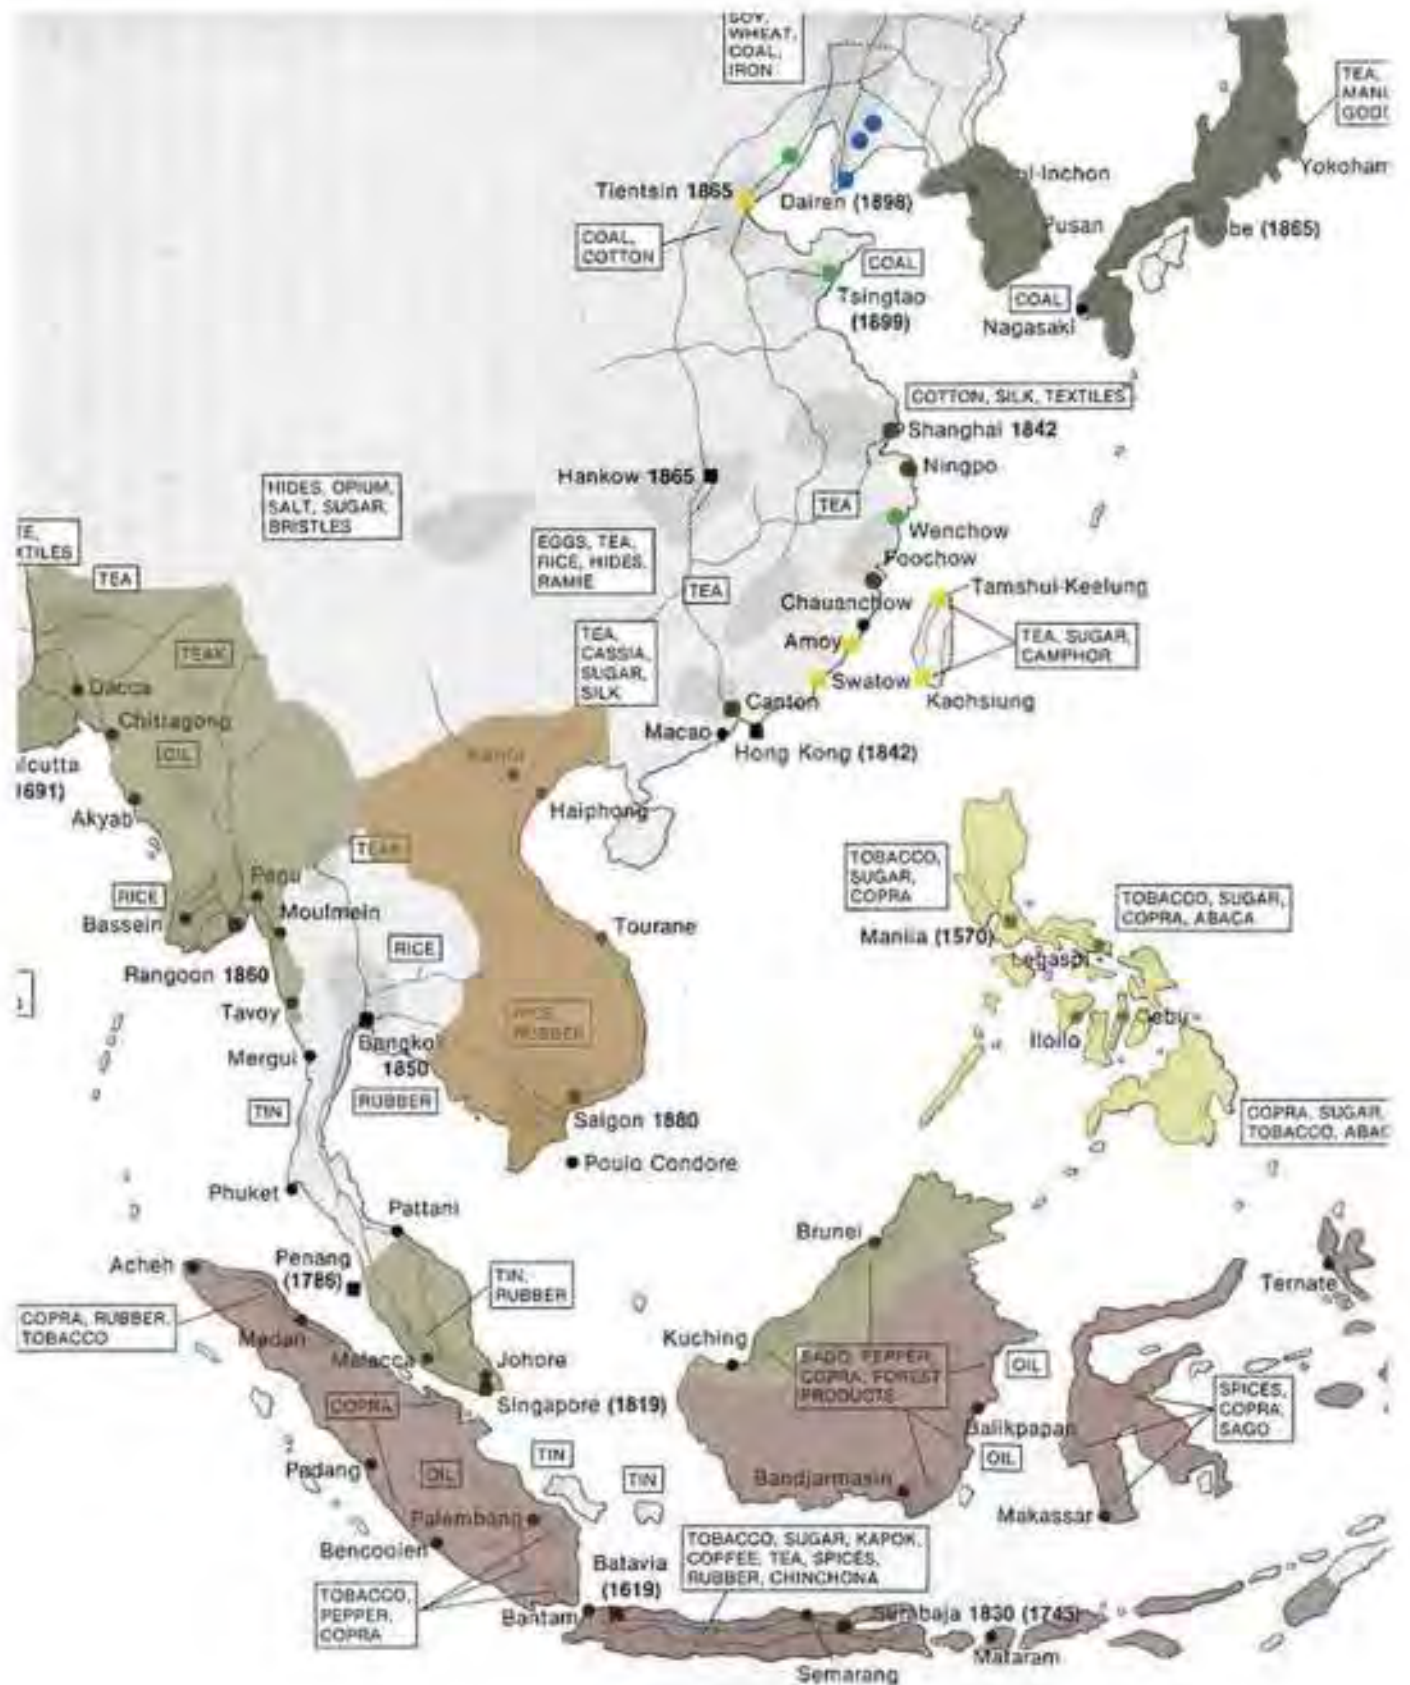 SOY,
WHEAT,
COAL,
IRON
TEA,
Tientsin 1865
Dairen (1898)
Pusan
(1865)
COAL,
COTTON
COAL
Tsingtao
(1899)
COAL
Nagasaki
COTTON, SILK, TEXTILES
Shanghai 1842
Ningpo
Hankow 1865
TEA
Wenchow
Foochow
HIDES, OPIUM,
SALT, SUGAR,
BRISTLES
EGGS, TEA,
RICE, HIDES,
RAMIE
TEA
Chauanchow
Tamshui-Keelung
TEA, SUGAR,
CAMPHOR
Amoy
Swatow
Kaohsiung
TEA,
CASSIA,
SUGAR,
SILK
Canton
Macao
Hong Kong (1842)
TEA
TEAK
Dacca
Chittagong
OIL
1691)
Akyab
Haiphong
TEAK
RICE
Pegu
Bassein
Moulmein
RICE
Tourane
Rangoon 1860
Tavoy
Mergui
1850
RICE,
RUBBER
RUBBER
TIN
Saigon 1880
Poulo Condore
TOBACCO,
SUGAR,
COPRA
TOBACCO, SUGAR,
COPRA, ABACA
Manila (1570)
Legaspi
Iloilo
Cebu
COPRA, SUGAR,
TOBACCO,
Phuket
Pattani
Acheh
Penang
(1786)
TIN,
RUBBER
COPRA, RUBBER,
TOBACCO
Medan
Malacca
Johore
Singapore (1819)
Brunei
Kuching
SAGO, PEPPER,
COPRA, FOREST
PRODUCTS
OIL
Ternate
SPICES,
COPRA,
SAGO
Balikpapan
OIL
Bandjarmasin
Makassar
COPRA
Padang
OIL
TIN
TIN
Palembang
Bencoolen
TOBACCO,
PEPPER,
COPRA
Batavia
(1619)
TOBACCO, SUGAR, KAPOK,
COFFEE, TEA, SPICES,
RUBBER, CHINCHONA
Bantam
Surabaja 1830 (1743)
Semarang
Mataram